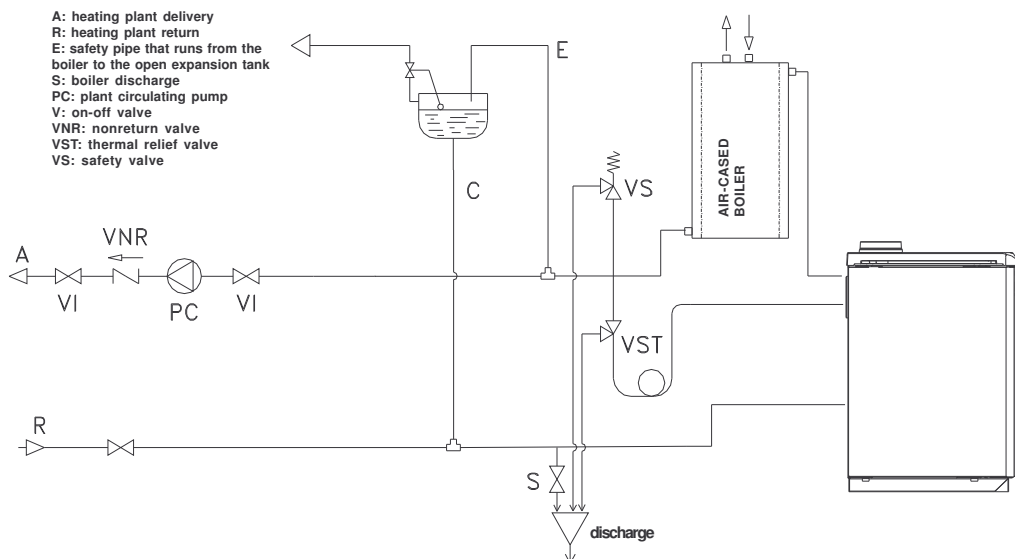 A: heating plant delivery
R: heating plant return
E: safety pipe that runs from the
boiler to the open expansion tank
S: boiler discharge
PC: plant circulating pump
V: on-off valve
VNR: nonreturn valve
VST: thermal relief valve
VS: safety valve
E
C
AIR-CASED
BOILER
VS
VNR
A
VI
PC
VI
VST
R
S
discharge